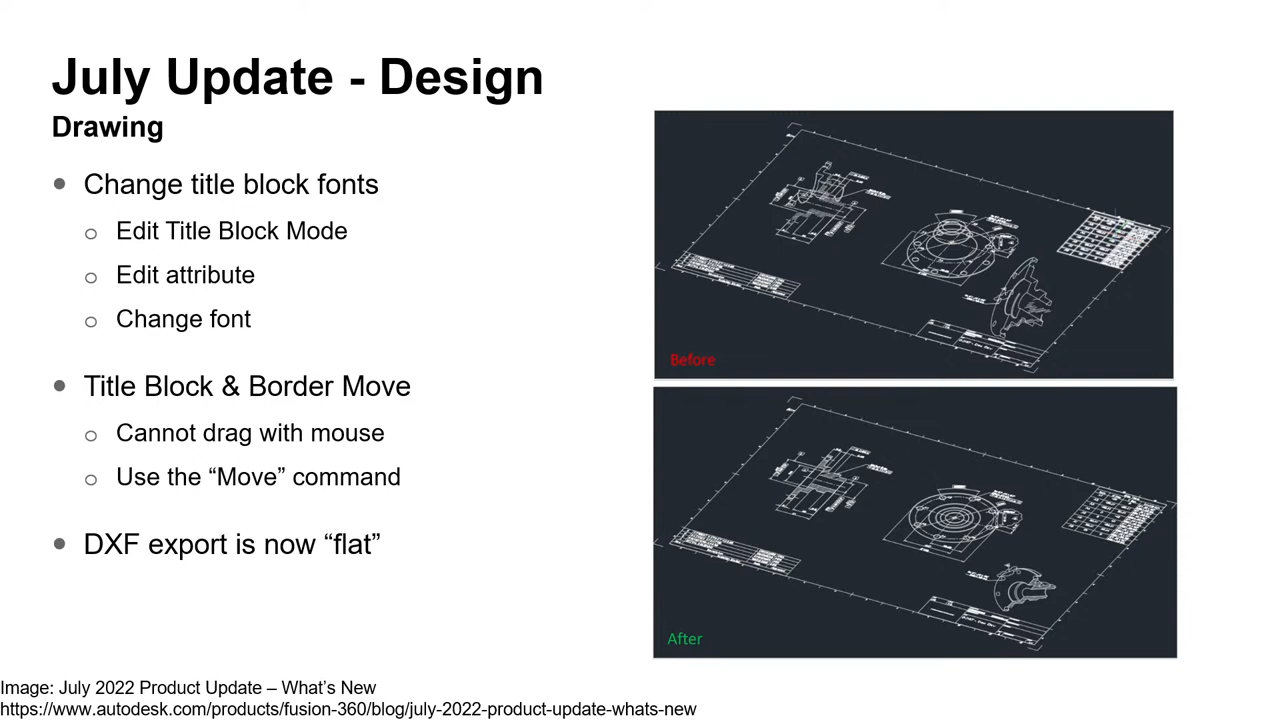 July Update - Design
Drawing
• Change title block fonts
o Edit Title Block Mode
o Edit attribute
o Change font
• Title Block & Border Move
o Cannot drag with mouse
o Use the “Move” command
• DXF export is now “flat”
Before
After
Image: July 2022 Product Update – What’s New
https://www.autodesk.com/products/fusion-360/blog/july-2022-product-update-whats-new